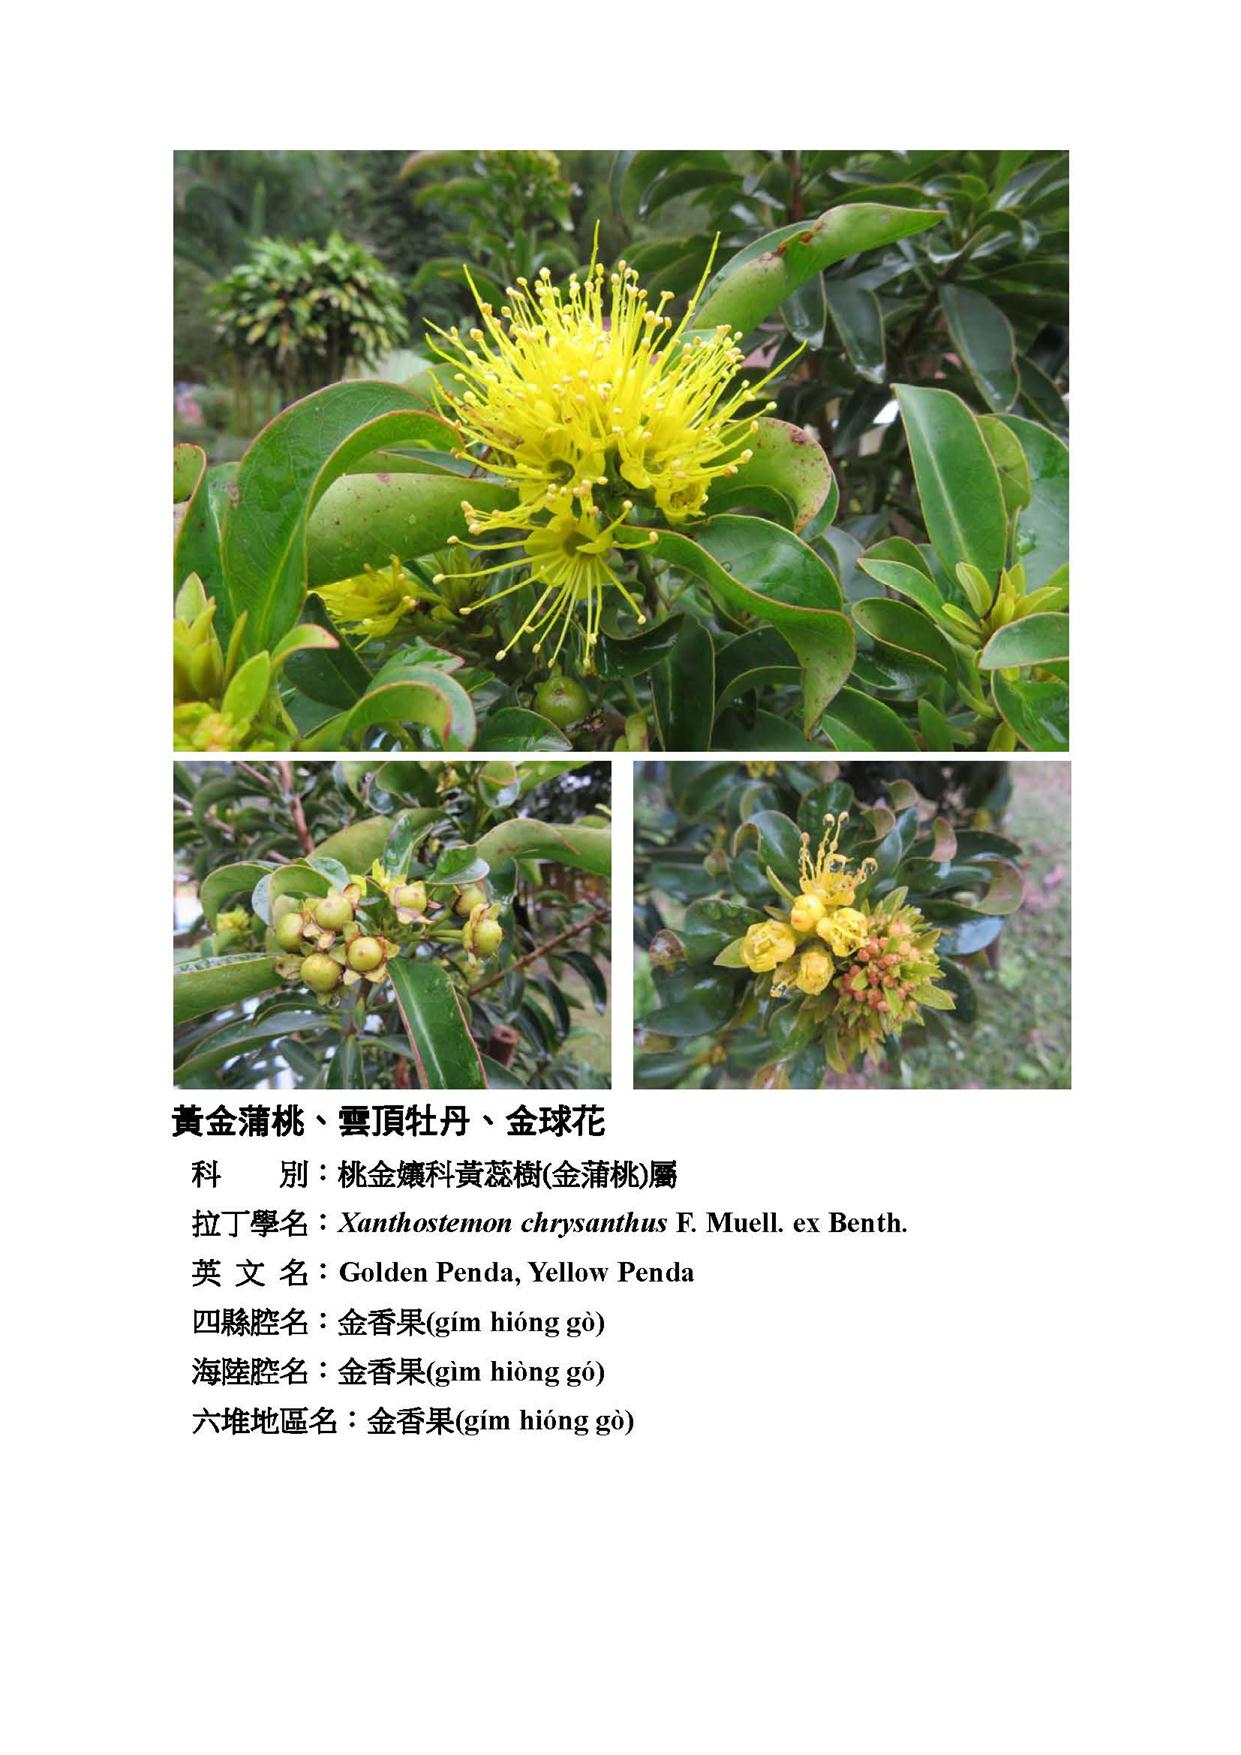 黃金蒲桃、雲頂牡丹、金球花
科　　別：桃金孃科黃蕊樹(金蒲桃)屬
拉丁學名：Xanthostemon chrysanthus F. Muell. ex Benth.
英 文 名：Golden Penda, Yellow Penda
四縣腔名：金香果(gím hióng gò)
海陸腔名：金香果(gìm hiòng gó)
六堆地區名：金香果(gím hióng gò)